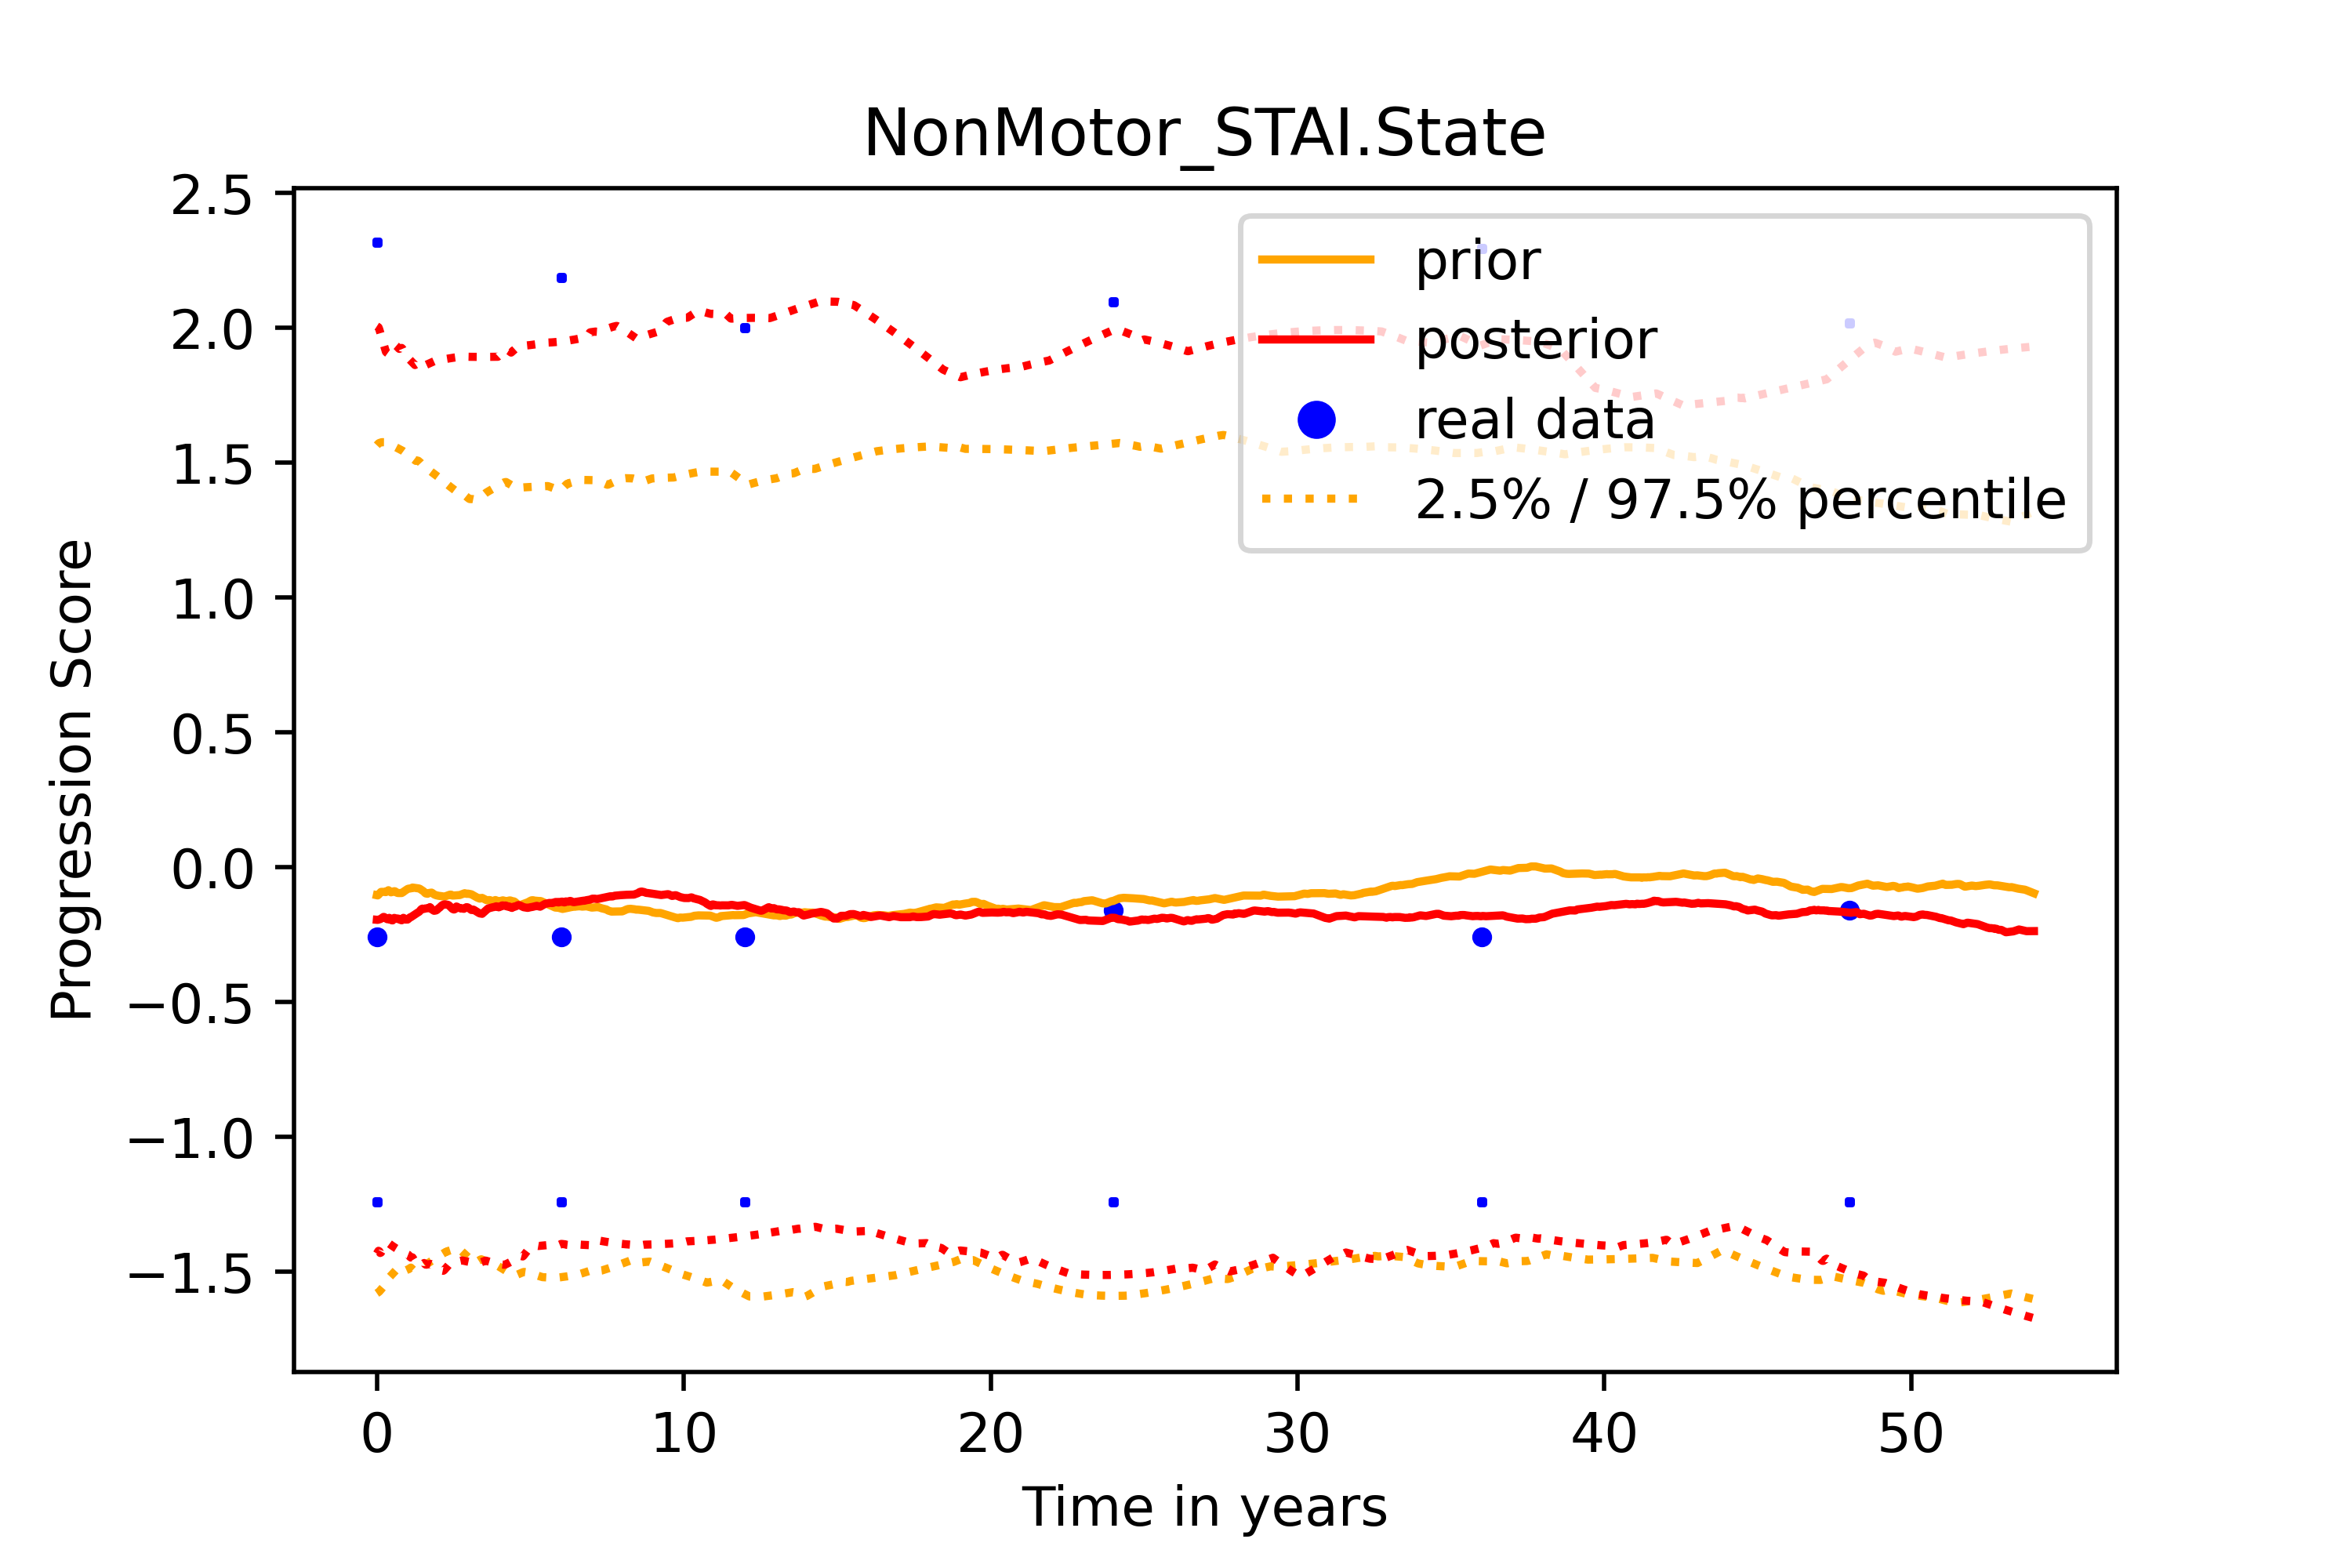 NonMotor_STAI.State
2.5
2.0
1.5
1.0
0.5
0.0
−0.5
−1.0
−1.5
Progression Score
prior
posterior
real data
2.5% / 97.5% percentile
0 10 20 30 40 50
Time in years